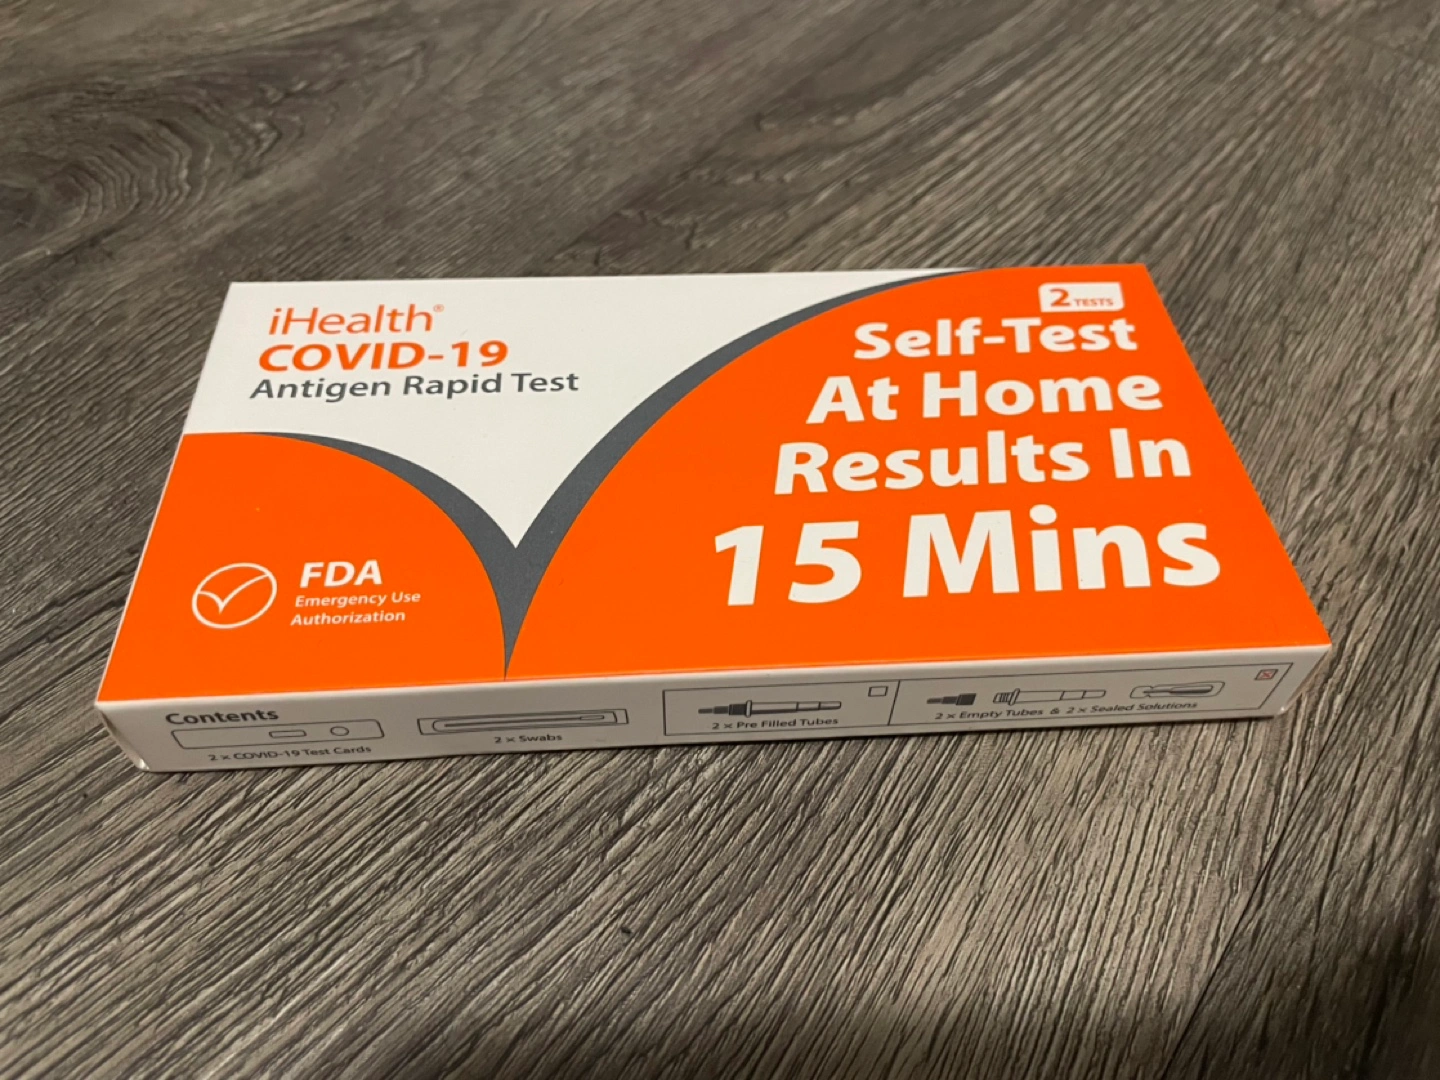 iHealth®
COVID-19
Antigen Rapid Test
2 TESTS
Self-Test
At Home
Results In
15 Mins
FDA
Emergency Use
Authorization
Contents
2 x COVID-19 Test Cards
2 x Swabs
2 x Pre Filled Tubes
2 x Empty Tubes & 2 x Sealed Solutions